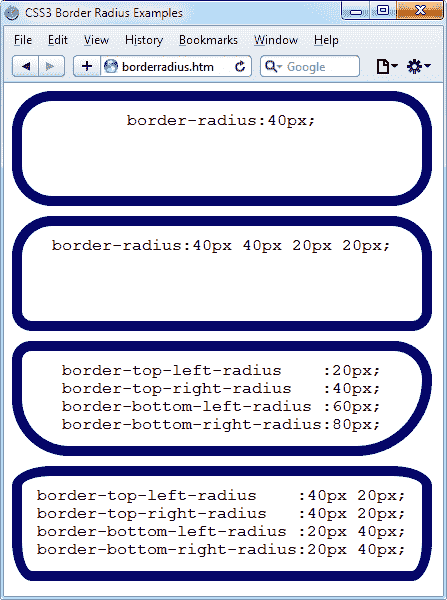 CSS3 Border Radius Examples
File Edit View History Bookmarks Window Help
borderradius.htm Google
border-radius:40px;
border-radius:40px 40px 20px 20px;
border-top-left-radius    :20px;
border-top-right-radius   :40px;
border-bottom-left-radius :60px;
border-bottom-right-radius:80px;
border-top-left-radius    :40px 20px;
border-top-right-radius   :40px 20px;
border-bottom-left-radius :20px 40px;
border-bottom-right-radius:20px 40px;